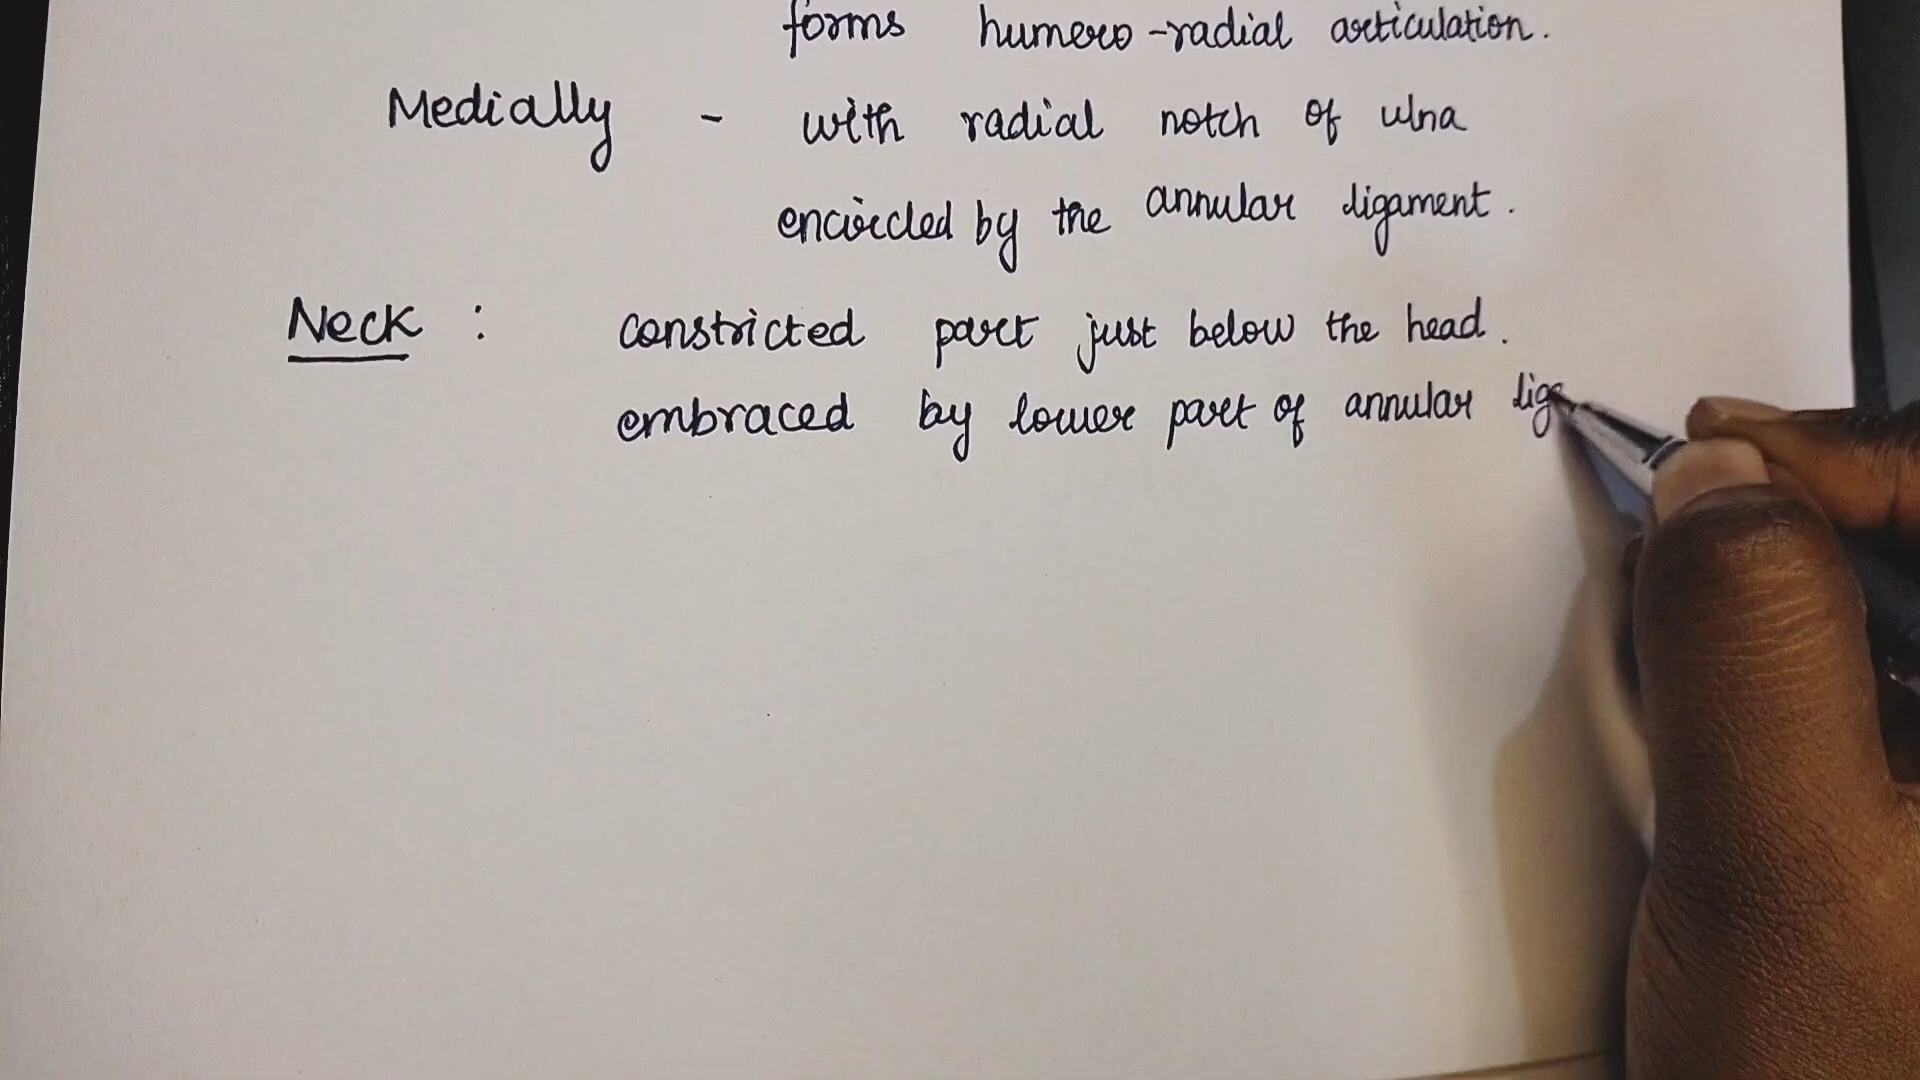 forms humero-radial articulation.
Medially - with radial notch of ulna
encircled by the annular ligament.
Neck : constricted part just below the head.
embraced by lower part of annular liga